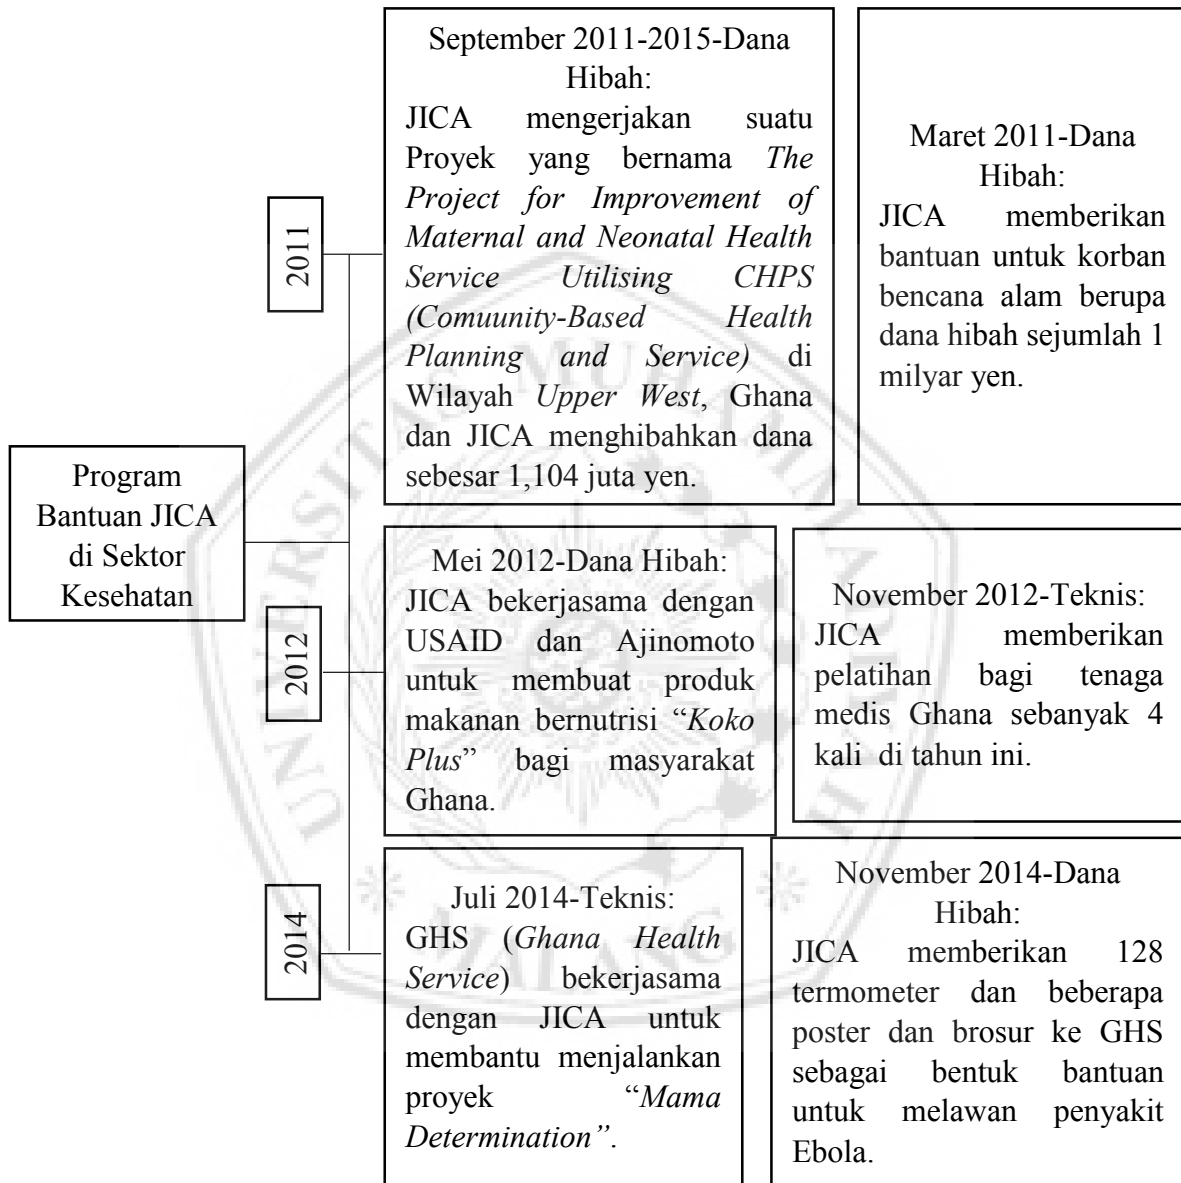 Program
Bantuan JICA
di Sektor
Kesehatan
2011
September 2011-2015-Dana
Hibah:
JICA mengerjakan suatu
Proyek yang bernama The
Project for Improvement of
Maternal and Neonatal Health
Service Utilising CHPS
(Comuunity-Based Health
Planning and Service) di
Wilayah Upper West, Ghana
dan JICA menghibahkan dana
sebesar 1,104 juta yen.
Maret 2011-Dana
Hibah:
JICA memberikan
bantuan untuk korban
bencana alam berupa
dana hibah sejumlah 1
milyar yen.
2012
Mei 2012-Dana Hibah:
JICA bekerjasama dengan
USAID dan Ajinomoto
untuk membuat produk
makanan bernutrisi “Koko
Plus” bagi masyarakat
Ghana.
November 2012-Teknis:
JICA memberikan
pelatihan bagi tenaga
medis Ghana sebanyak 4
kali di tahun ini.
2014
Juli 2014-Teknis:
GHS (Ghana Health
Service) bekerjasama
dengan JICA untuk
membantu menjalankan
proyek “Mama
Determination”.
November 2014-Dana
Hibah:
JICA memberikan 128
termometer dan beberapa
poster dan brosur ke GHS
sebagai bentuk bantuan
untuk melawan penyakit
Ebola.
UNIVERSITAS MUHAMMADIYAH
MALANG